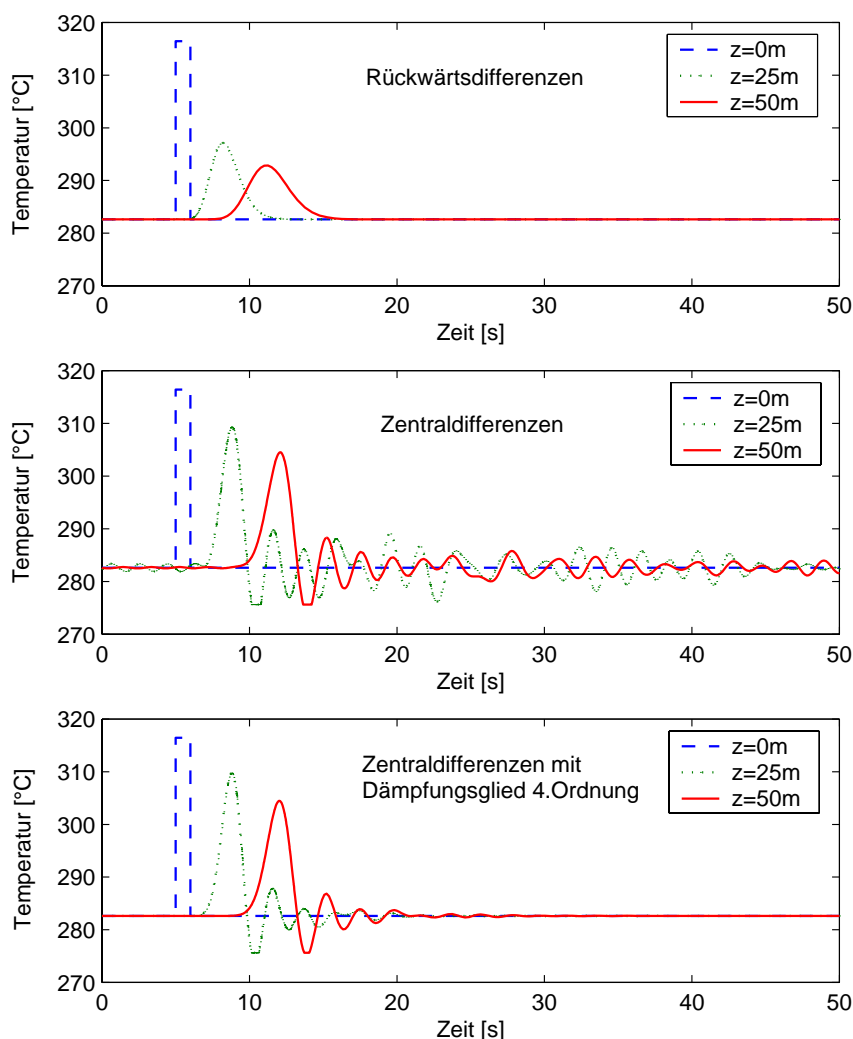 320
310
300
290
280
270
Temperatur [°C]
Rückwärtsdifferenzen
z=0m
z=25m
z=50m
0
10
20
30
40
50
Zeit [s]
320
310
300
290
280
270
Temperatur [°C]
Zentraldifferenzen
z=0m
z=25m
z=50m
0
10
20
30
40
50
Zeit [s]
320
310
300
290
280
270
Temperatur [°C]
Zentraldifferenzen mit
Dämpfungsglied 4.Ordnung
z=0m
z=25m
z=50m
0
10
20
30
40
50
Zeit [s]